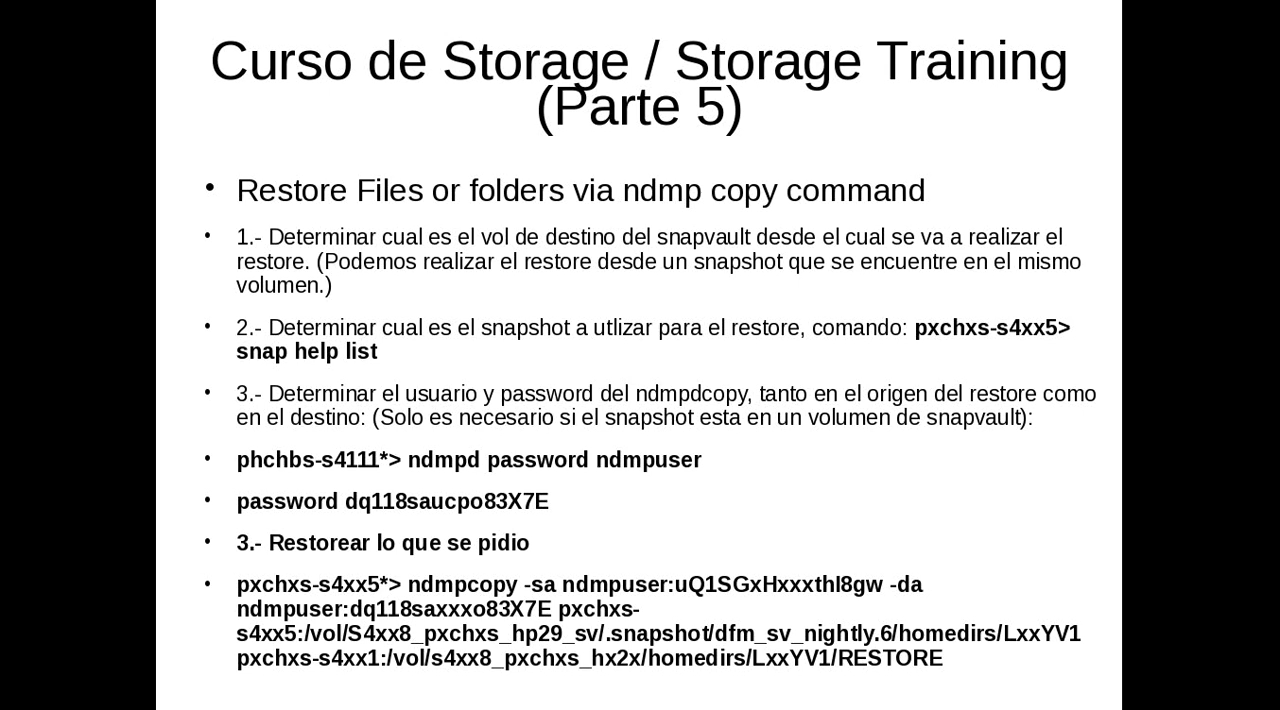 Curso de Storage / Storage Training
(Parte 5)
• Restore Files or folders via ndmp copy command
• 1.- Determinar cual es el vol de destino del snapvault desde el cual se va a realizar el
restore. (Podemos realizar el restore desde un snapshot que se encuentre en el mismo
volumen.)
• 2.- Determinar cual es el snapshot a utlizar para el restore, comando: pxchxs-s4xx5>
snap help list
• 3.- Determinar el usuario y password del ndmpdcopy, tanto en el origen del restore como
en el destino: (Solo es necesario si el snapshot esta en un volumen de snapvault):
• phchbs-s4111*> ndmpd password ndmpuser
• password dq118saucpo83X7E
• 3.- Restorear lo que se pidio
• pxchxs-s4xx5*> ndmpcopy -sa ndmpuser:uQ1SGxHxxxthI8gw -da
ndmpuser:dq118saxxxo83X7E pxchxs-
s4xx5:/vol/S4xx8_pxchxs_hp29_sv/.snapshot/dfm_sv_nightly.6/homedirs/LxxYV1
pxchxs-s4xx1:/vol/s4xx8_pxchxs_hx2x/homedirs/LxxYV1/RESTORE